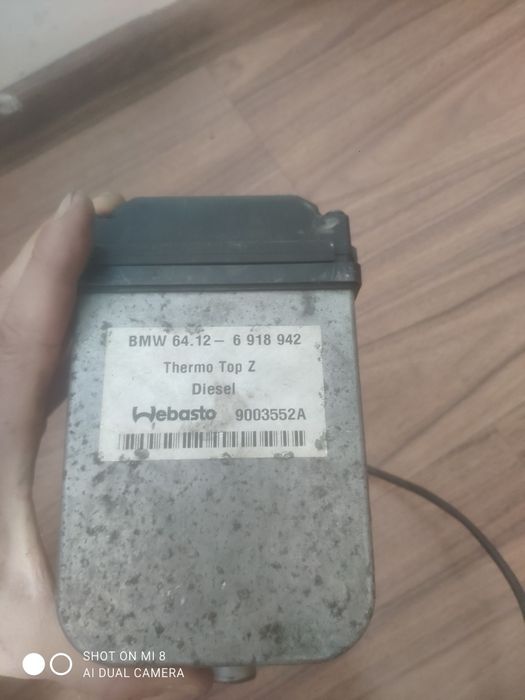 BMW 64.12 – 6 918 942
Thermo Top Z
Diesel
Webasto 9003552A
SHOT ON MI 8
AI DUAL CAMERA